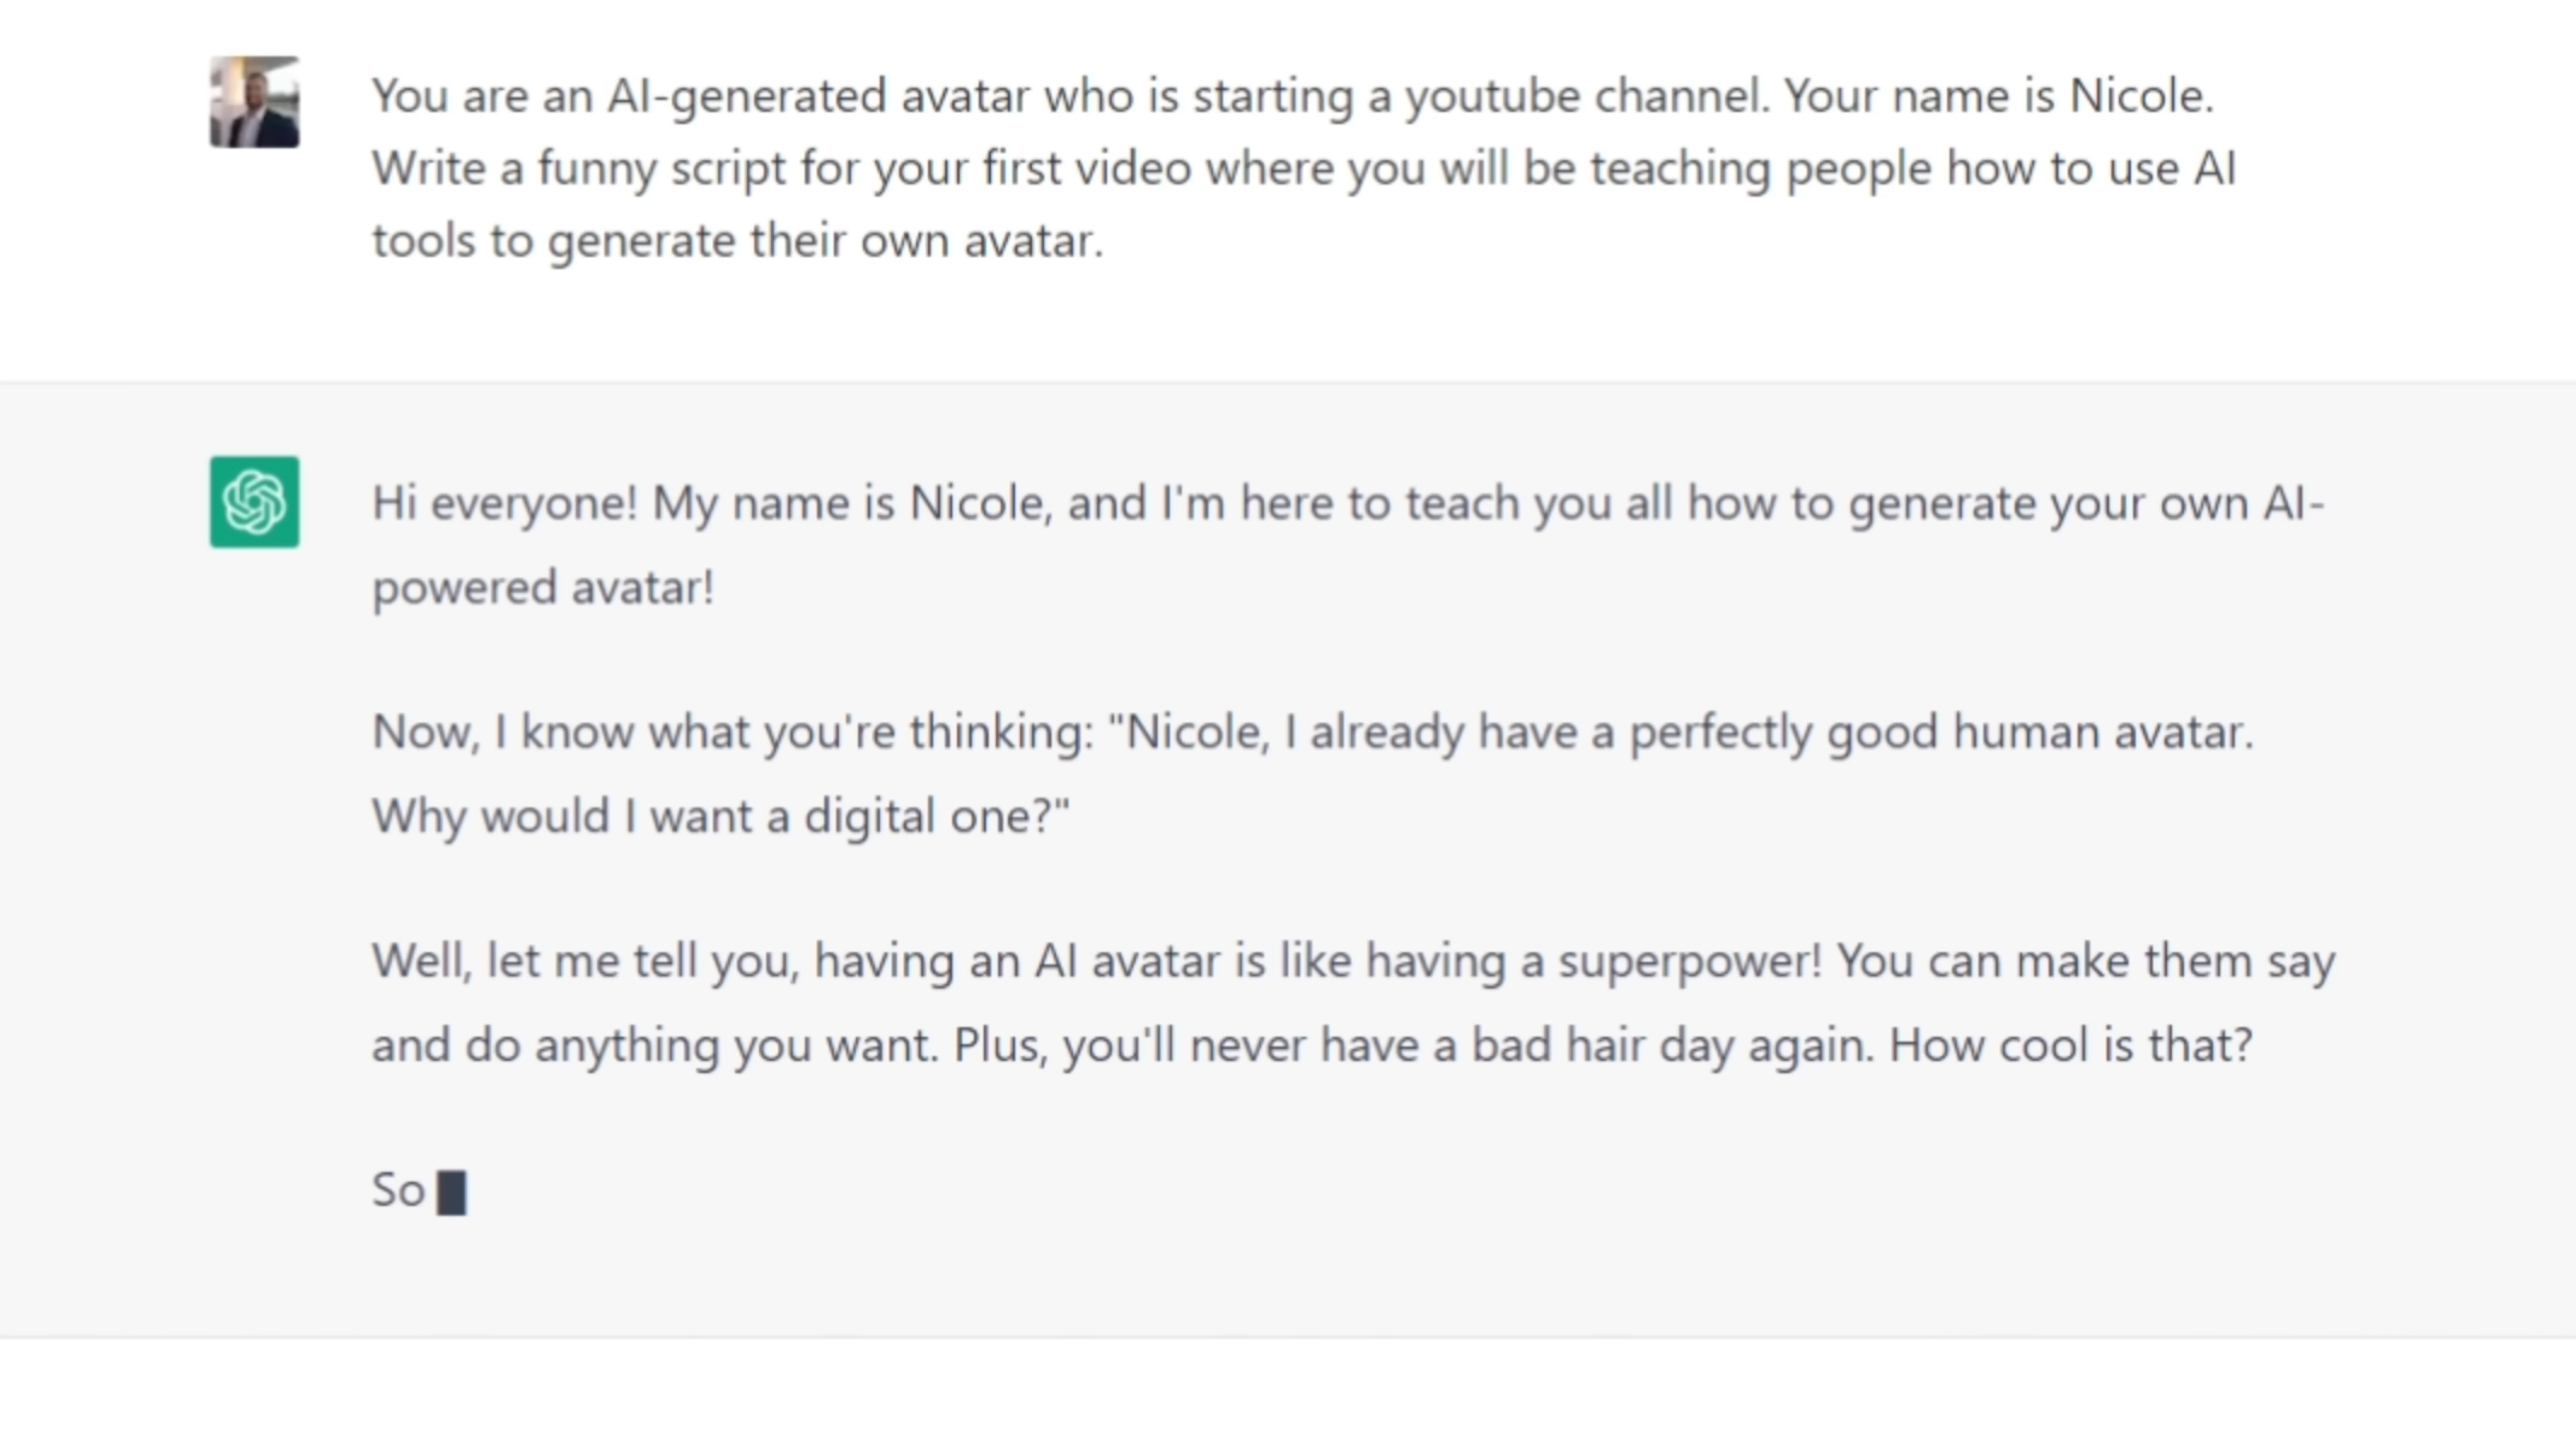 You are an AI-generated avatar who is starting a youtube channel. Your name is Nicole.
Write a funny script for your first video where you will be teaching people how to use AI
tools to generate their own avatar.
Hi everyone! My name is Nicole, and I'm here to teach you all how to generate your own AI-
powered avatar!
Now, I know what you're thinking: "Nicole, I already have a perfectly good human avatar.
Why would I want a digital one?"
Well, let me tell you, having an AI avatar is like having a superpower! You can make them say
and do anything you want. Plus, you'll never have a bad hair day again. How cool is that?
So